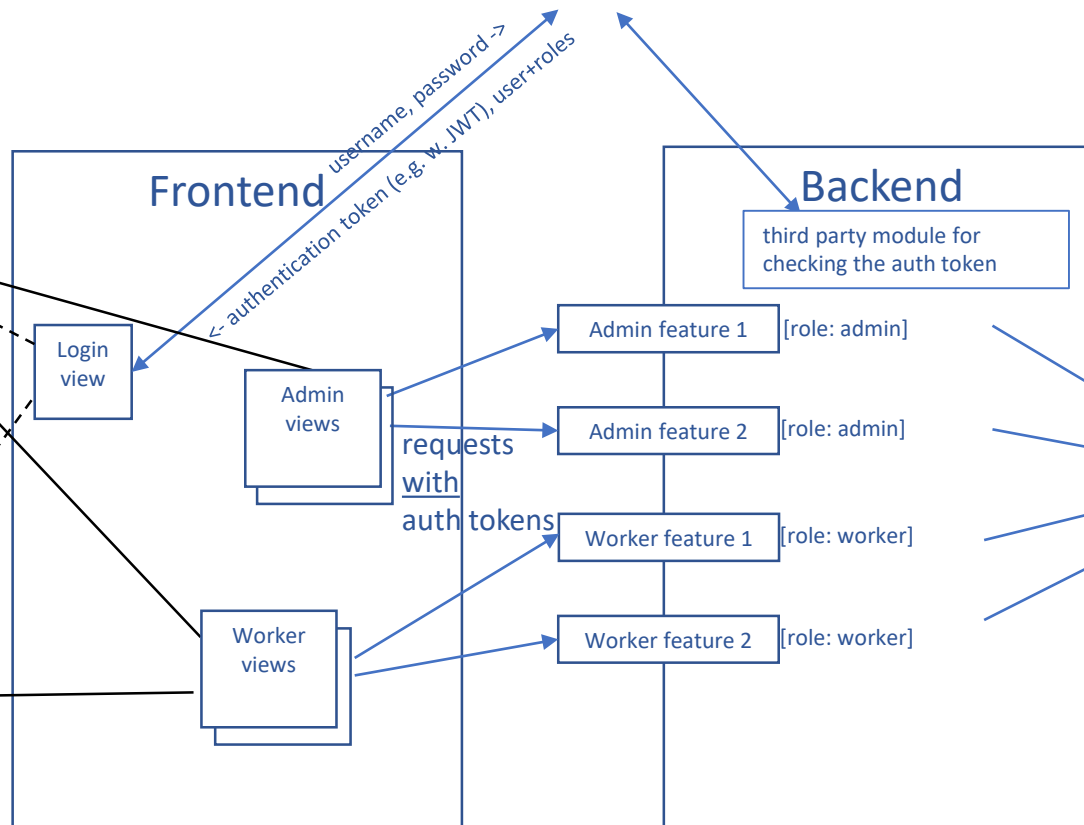 username, password ->
<- authentication token (e.g. w. JWT), user+roles
Frontend
Backend
third party module for
checking the auth token
Login
view
Admin
views
requests
with
auth tokens
Worker
views
Admin feature 1
[role: admin]
Admin feature 2
[role: admin]
Worker feature 1
[role: worker]
Worker feature 2
[role: worker]